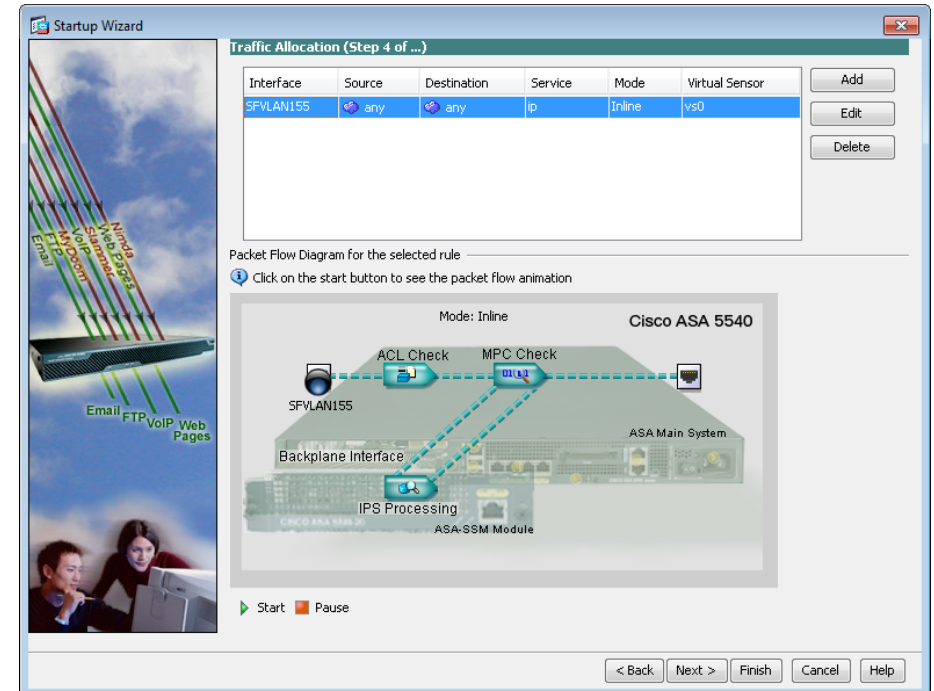 Startup Wizard
Traffic Allocation (Step 4 of ...)
Interface Source Destination Service Mode Virtual Sensor
SFVLAN155 any any ip Inline vs0
Add
Edit
Delete
Nimda
Web Pages
Slammer
VoIP
MyDoom
FTP
Email
Email FTP VoIP Web Pages
Packet Flow Diagram for the selected rule
Click on the start button to see the packet flow animation
Mode: Inline
Cisco ASA 5540
ACL Check MPC Check
SFVLAN155
ASA Main System
Backplane Interface
IPS Processing
ASA-SSM Module
Start Pause
< Back Next > Finish Cancel Help